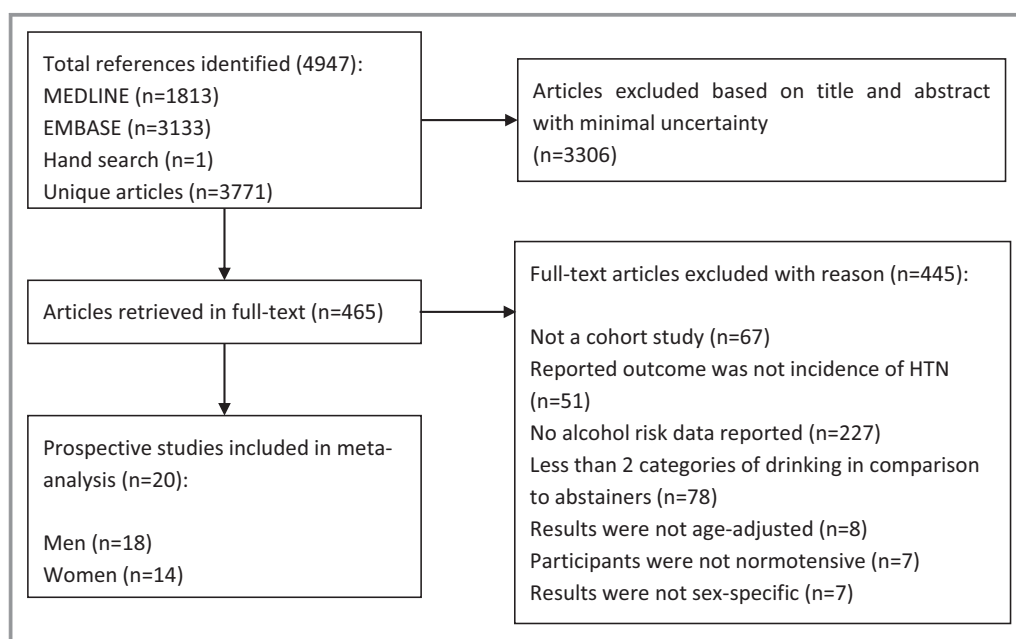 Total references identified (4947):
MEDLINE (n=1813)
EMBASE (n=3133)
Hand search (n=1)
Unique articles (n=3771)
Articles excluded based on title and abstract
with minimal uncertainty
(n=3306)
Articles retrieved in full-text (n=465)
Full-text articles excluded with reason (n=445):
Not a cohort study (n=67)
Reported outcome was not incidence of HTN
(n=51)
No alcohol risk data reported (n=227)
Less than 2 categories of drinking in comparison
to abstainers (n=78)
Results were not age-adjusted (n=8)
Participants were not normotensive (n=7)
Results were not sex-specific (n=7)
Prospective studies included in meta-
analysis (n=20):
Men (n=18)
Women (n=14)